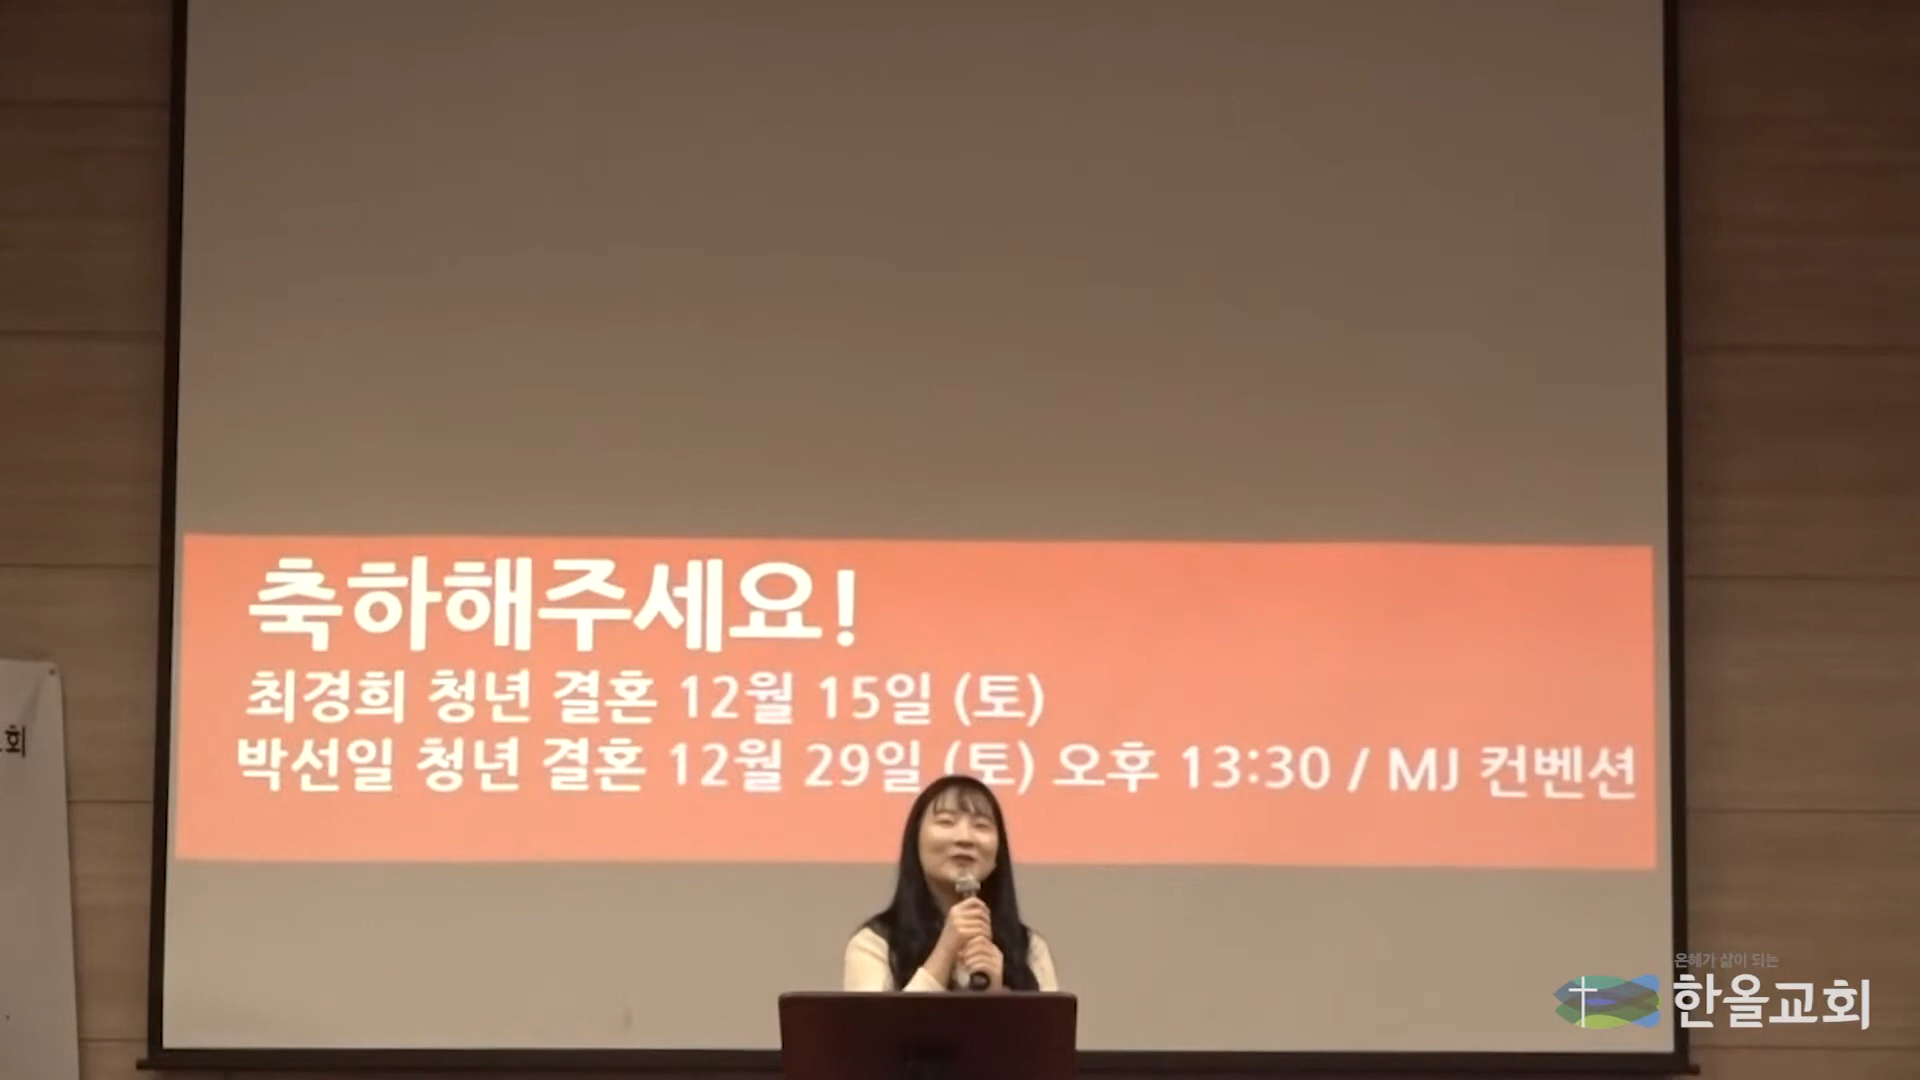 축하해주세요!
최경희 청년 결혼 12월 15일 (토)
박선일 청년 결혼 12월 29일 (토) 오후 13:30 / MJ 컨벤션
회
은혜가 삶이 되는
한올교회